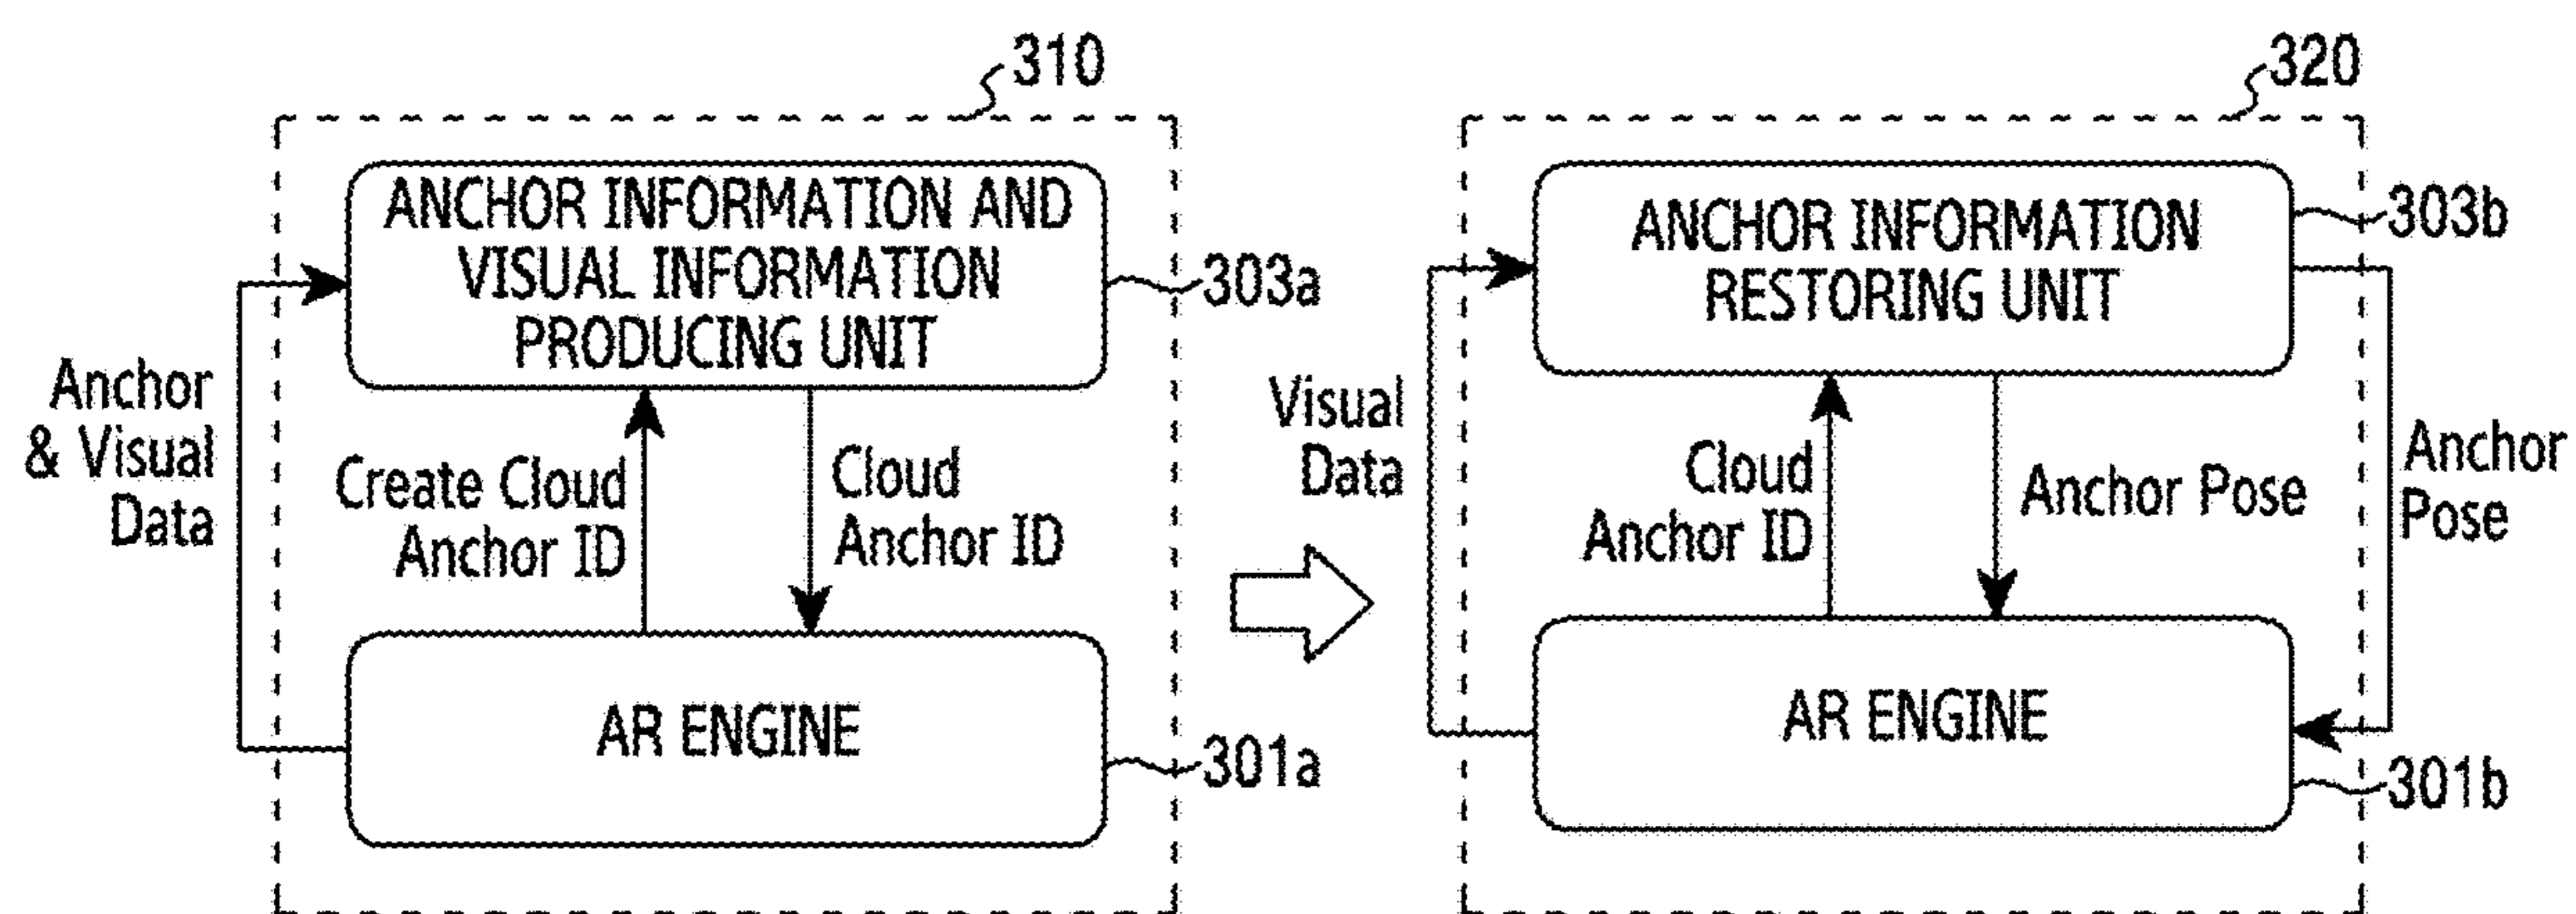 310
ANCHOR INFORMATION AND
VISUAL INFORMATION
PRODUCING UNIT
303a
Anchor
& Visual
Data
Create Cloud
Anchor ID
Cloud
Anchor ID
AR ENGINE
301a
320
ANCHOR INFORMATION
RESTORING UNIT
303b
Visual
Data
Cloud
Anchor ID
Anchor Pose
Anchor
Pose
AR ENGINE
301b